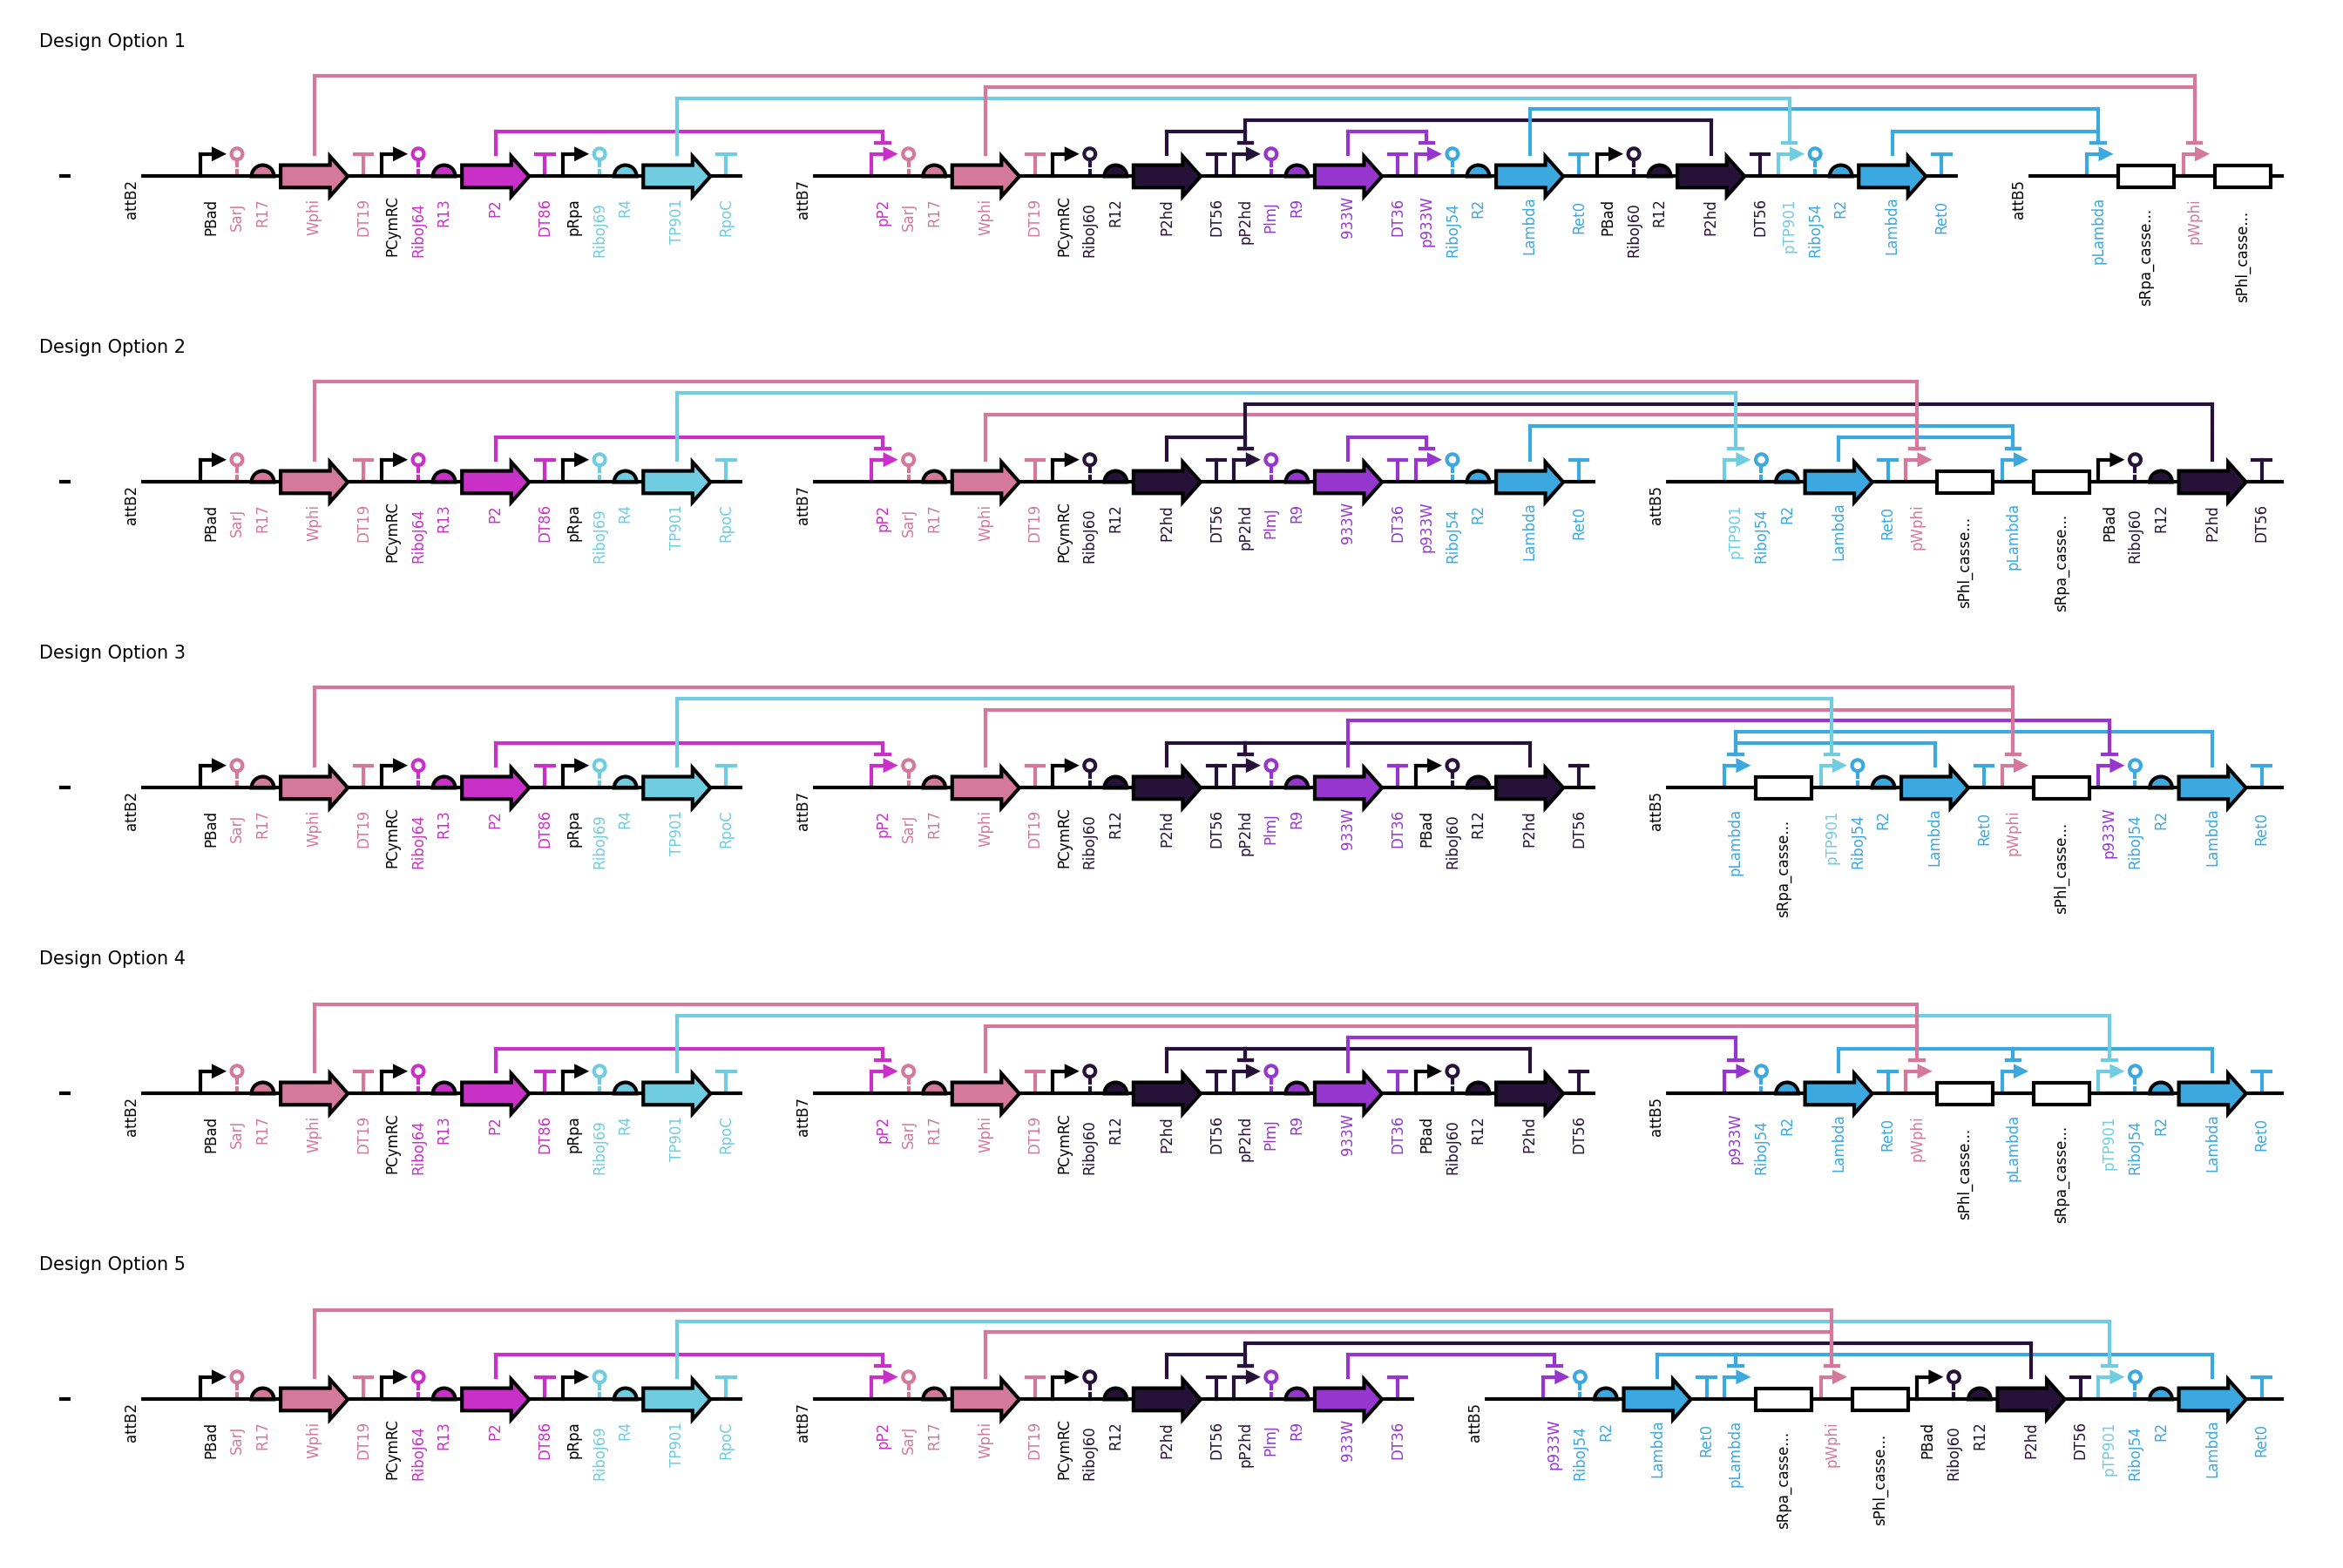 Design Option 1
attB2 PBad SarJ R17 Wphi DT19 PCymRC RiboJ64 R13 P2 DT86 pRpa RiboJ69 R4 TP901 RpoC attB7 pP2 SarJ R17 Wphi DT19 PCymRC RiboJ60 R12 P2hd DT56 pP2hd PlmJ R9 933W DT36 p933W RiboJ54 R2 Lambda Ret0 PBad RiboJ60 R12 P2hd DT56 pTP901 RiboJ54 R2 Lambda Ret0 attB5 pLambda sRpa_casse... pWphi sPhl_casse...
Design Option 2
attB2 PBad SarJ R17 Wphi DT19 PCymRC RiboJ64 R13 P2 DT86 pRpa RiboJ69 R4 TP901 RpoC attB7 pP2 SarJ R17 Wphi DT19 PCymRC RiboJ60 R12 P2hd DT56 pP2hd PlmJ R9 933W DT36 p933W RiboJ54 R2 Lambda Ret0 attB5 pTP901 RiboJ54 R2 Lambda Ret0 pWphi sPhl_casse... pLambda sRpa_casse... PBad RiboJ60 R12 P2hd DT56
Design Option 3
attB2 PBad SarJ R17 Wphi DT19 PCymRC RiboJ64 R13 P2 DT86 pRpa RiboJ69 R4 TP901 RpoC attB7 pP2 SarJ R17 Wphi DT19 PCymRC RiboJ60 R12 P2hd DT56 pP2hd PlmJ R9 933W DT36 PBad RiboJ60 R12 P2hd DT56 attB5 pLambda sRpa_casse... pTP901 RiboJ54 R2 Lambda Ret0 pWphi sPhl_casse... p933W RiboJ54 R2 Lambda Ret0
Design Option 4
attB2 PBad SarJ R17 Wphi DT19 PCymRC RiboJ64 R13 P2 DT86 pRpa RiboJ69 R4 TP901 RpoC attB7 pP2 SarJ R17 Wphi DT19 PCymRC RiboJ60 R12 P2hd DT56 pP2hd PlmJ R9 933W DT36 PBad RiboJ60 R12 P2hd DT56 attB5 p933W RiboJ54 R2 Lambda Ret0 pWphi sPhl_casse... pLambda sRpa_casse... pTP901 RiboJ54 R2 Lambda Ret0
Design Option 5
attB2 PBad SarJ R17 Wphi DT19 PCymRC RiboJ64 R13 P2 DT86 pRpa RiboJ69 R4 TP901 RpoC attB7 pP2 SarJ R17 Wphi DT19 PCymRC RiboJ60 R12 P2hd DT56 pP2hd PlmJ R9 933W DT36 attB5 p933W RiboJ54 R2 Lambda Ret0 pLambda sRpa_casse... pWphi sPhl_casse... PBad RiboJ60 R12 P2hd DT56 pTP901 RiboJ54 R2 Lambda Ret0